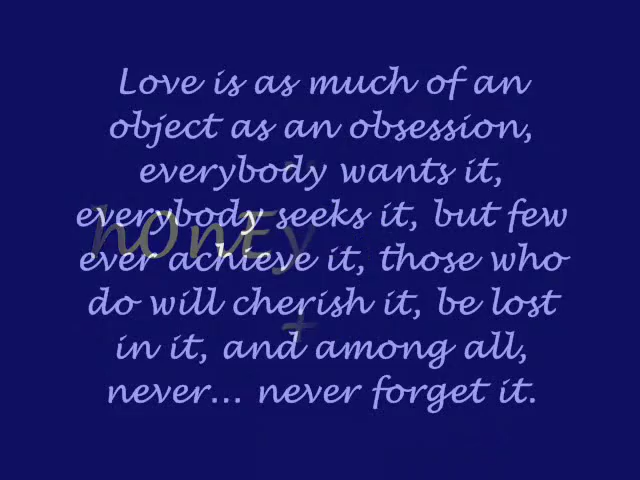 Love is as much of an
object as an obsession,
everybody wants it,
everybody seeks it, but few
hOnEy
ever achieve it, those who
do will cherish it, be lost
+
in it, and among all,
never... never forget it.